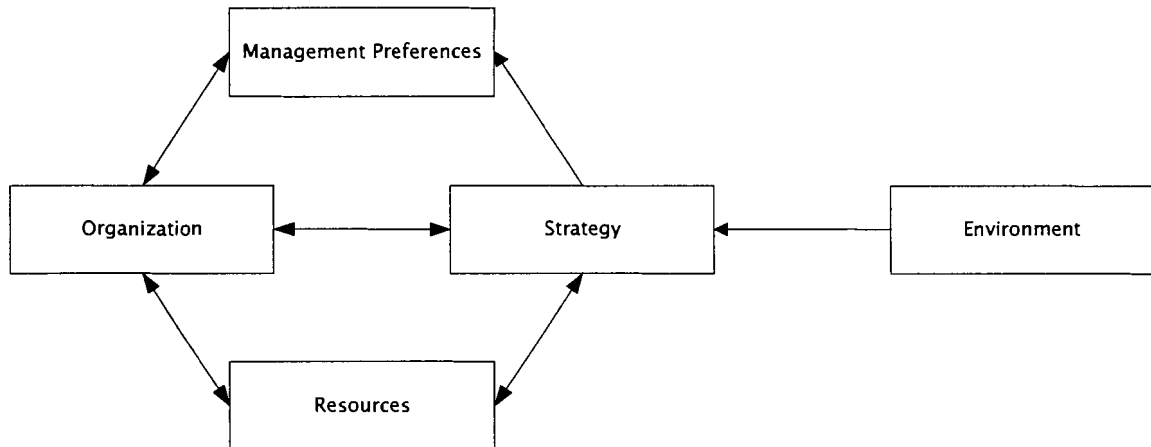 Management Preferences
Organization
Strategy
Environment
Resources